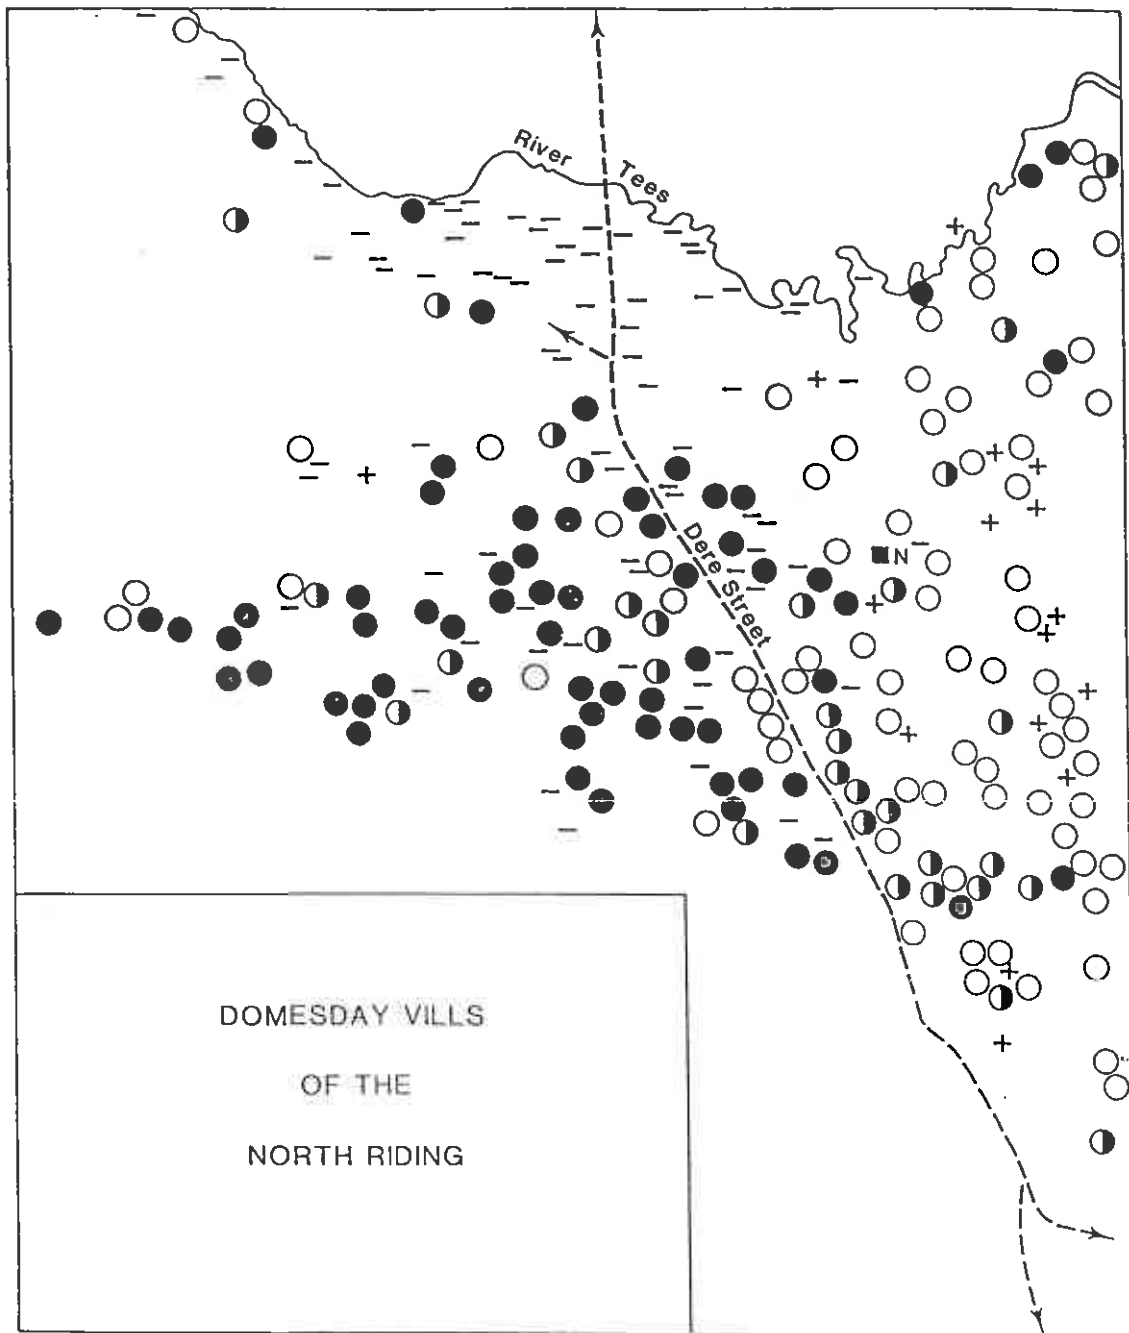 River Tees
Dere Street
N
DOMESDAY VILLS
OF THE
NORTH RIDING